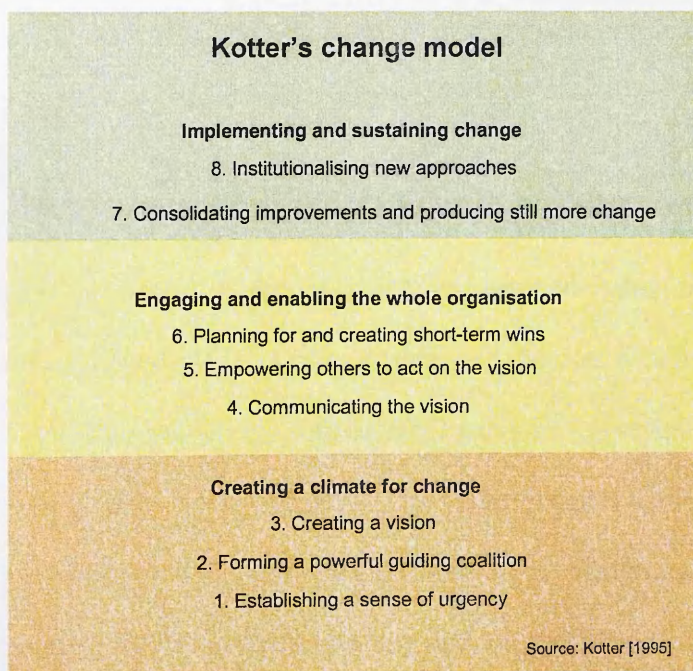 Kotter's change model
Implementing and sustaining change
8. Institutionalising new approaches
7. Consolidating improvements and producing still more change
Engaging and enabling the whole organisation
6. Planning for and creating short-term wins
5. Empowering others to act on the vision
4. Communicating the vision
Creating a climate for change
3. Creating a vision
2. Forming a powerful guiding coalition
1. Establishing a sense of urgency
Source: Kotter [1995]